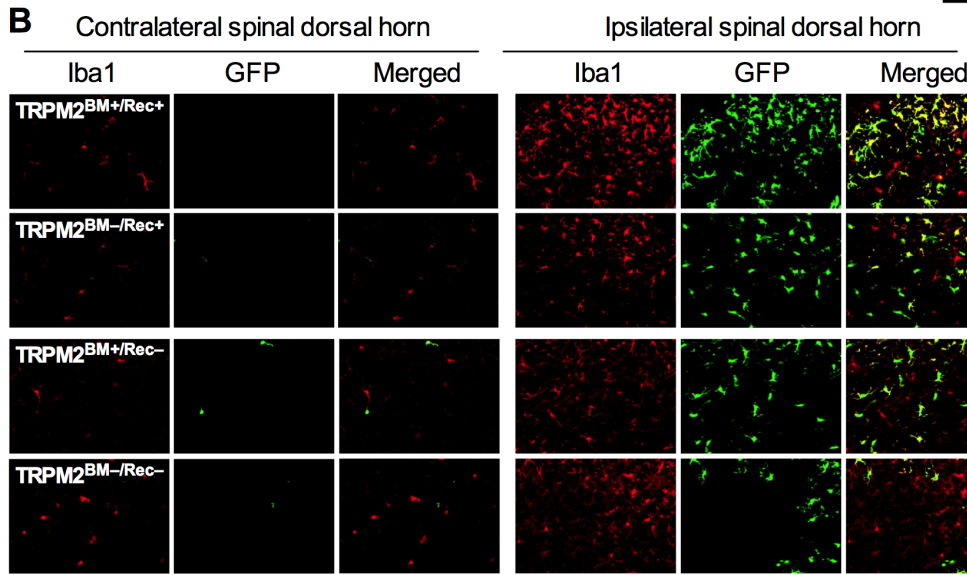 B
Contralateral spinal dorsal horn
Ipsilateral spinal dorsal horn
Iba1 GFP Merged Iba1 GFP Merged
TRPM2BM+/Rec+
TRPM2BM–/Rec+
TRPM2BM+/Rec–
TRPM2BM–/Rec–